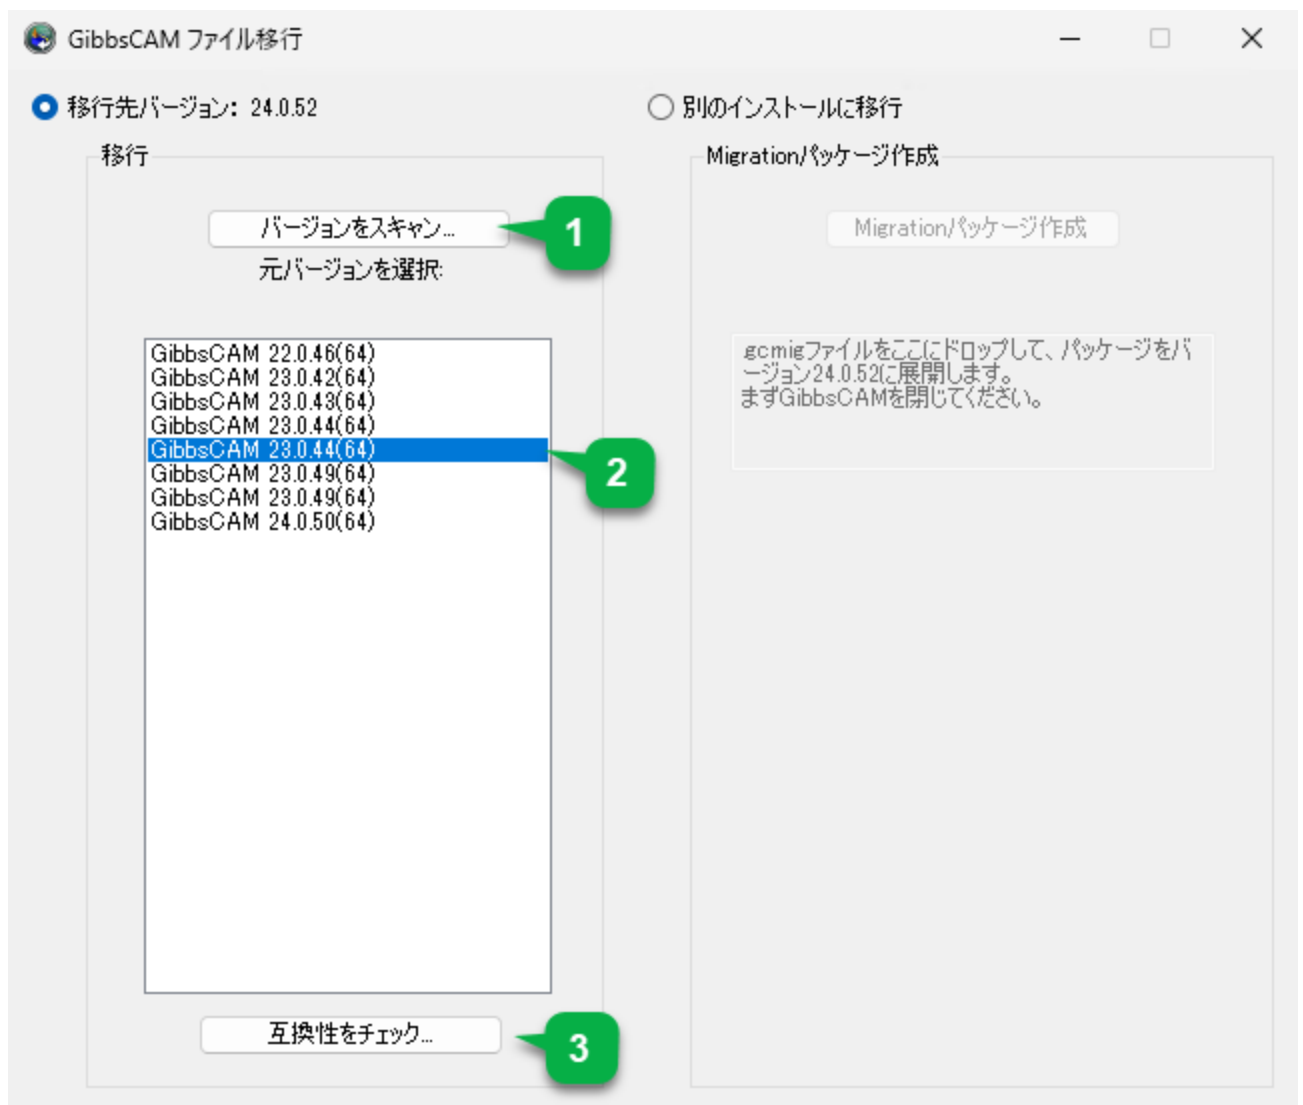 GibbsCAM ファイル移行
移行先バージョン: 24.0.52
別のインストールに移行
移行
Migrationパッケージ作成
バージョンをスキャン...
1
Migrationパッケージ作成
元バージョンを選択:
GibbsCAM 22.0.46(64)
GibbsCAM 23.0.42(64)
GibbsCAM 23.0.43(64)
GibbsCAM 23.0.44(64)
GibbsCAM 23.0.44(64)
GibbsCAM 23.0.49(64)
GibbsCAM 23.0.49(64)
GibbsCAM 24.0.50(64)
2
gcmigファイルをここにドロップして、パッケージをバ
ージョン24.0.52に展開します。
まずGibbsCAMを閉じてください。
互換性をチェック...
3